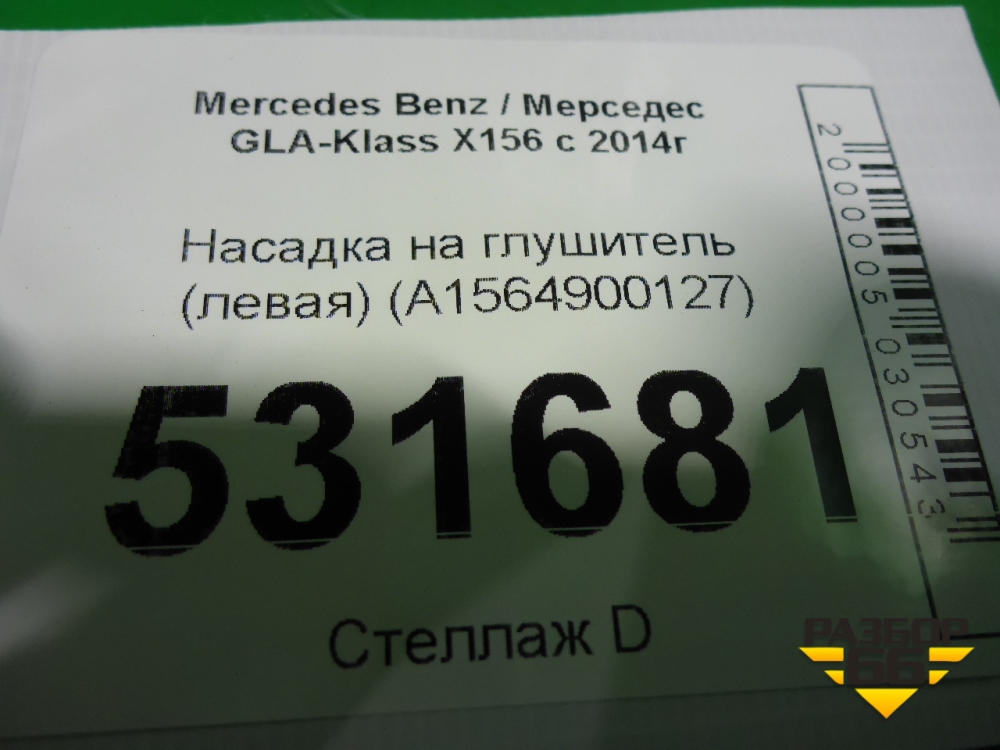 Mercedes Benz / Мерседес
GLA-Klass X156 с 2014г
Насадка на глушитель
(левая) (A1564900127)
531681
Стеллаж D
2000005030543
РАЗБОР
66